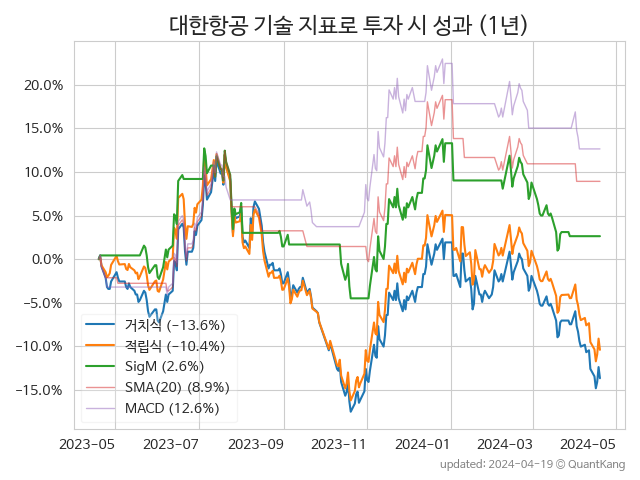 대한항공 기술 지표로 투자 시 성과 (1년)
20.0%
15.0%
10.0%
5.0%
0.0%
−5.0%
−10.0%
−15.0%
거치식 (−13.6%)
적립식 (−10.4%)
SigM (2.6%)
SMA(20) (8.9%)
MACD (12.6%)
2023−05 2023−07 2023−09 2023−11 2024−01 2024−03 2024−05
updated: 2024−04−19 © QuantKang